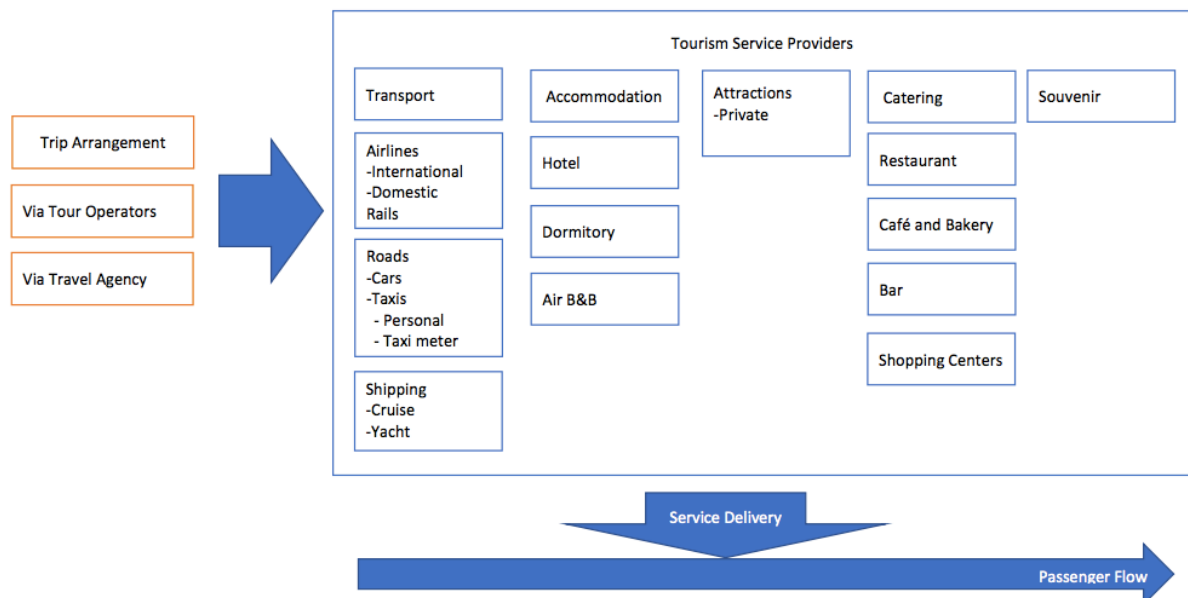 Tourism Service Providers
Trip Arrangement
Via Tour Operators
Via Travel Agency
Transport
Airlines
-International
-Domestic
Rails
Roads
-Cars
-Taxis
- Personal
- Taxi meter
Shipping
-Cruise
-Yacht
Accommodation
Hotel
Dormitory
Air B&B
Attractions
-Private
Catering
Restaurant
Café and Bakery
Bar
Shopping Centers
Souvenir
Service Delivery
Passenger Flow